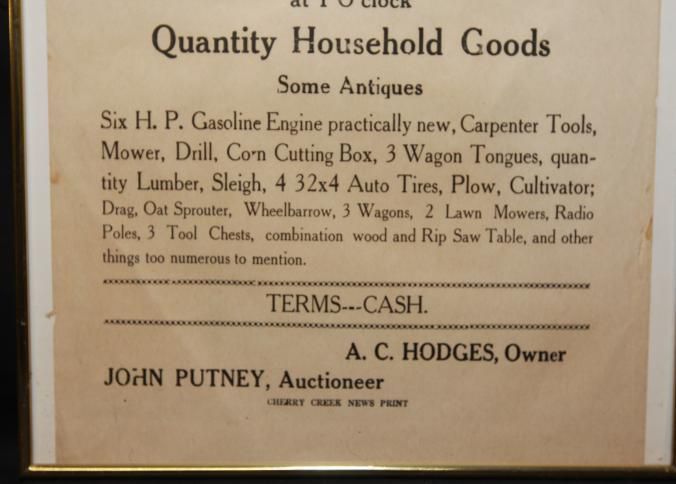 at 1 O'clock
Quantity Household Goods
Some Antiques
Six H. P. Gasoline Engine practically new, Carpenter Tools,
Mower, Drill, Corn Cutting Box, 3 Wagon Tongues, quan-
tity Lumber, Sleigh, 4 32x4 Auto Tires, Plow, Cultivator;
Drag, Oat Sprouter, Wheelbarrow, 3 Wagons, 2 Lawn Mowers, Radio
Poles, 3 Tool Chests, combination wood and Rip Saw Table, and other
things too numerous to mention.
TERMS---CASH.
A. C. HODGES, Owner
JOHN PUTNEY, Auctioneer
CHERRY CREEK NEWS PRINT